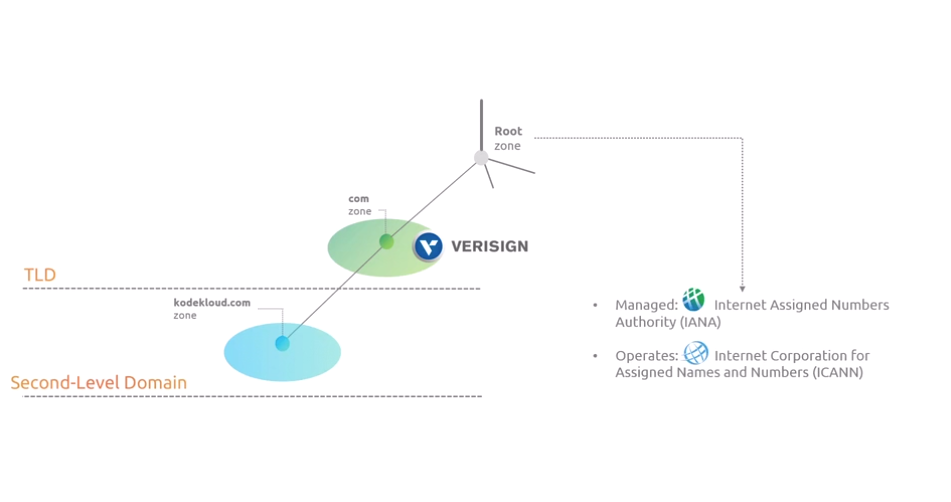 Root
zone
com
zone
VERISIGN
TLD
kodekloud.com
zone
Second-Level Domain
• Managed: Internet Assigned Numbers
Authority (IANA)
• Operates: Internet Corporation for
Assigned Names and Numbers (ICANN)